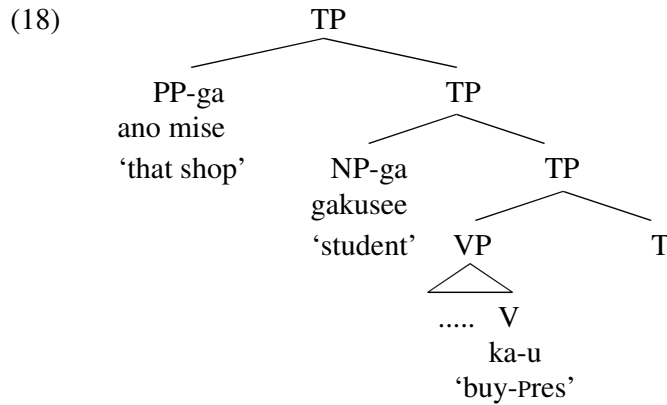 (18) TP
PP-ga TP
ano mise
'that shop' NP-ga TP
gakusee
'student' VP T
..... V
ka-u
'buy-Pres'